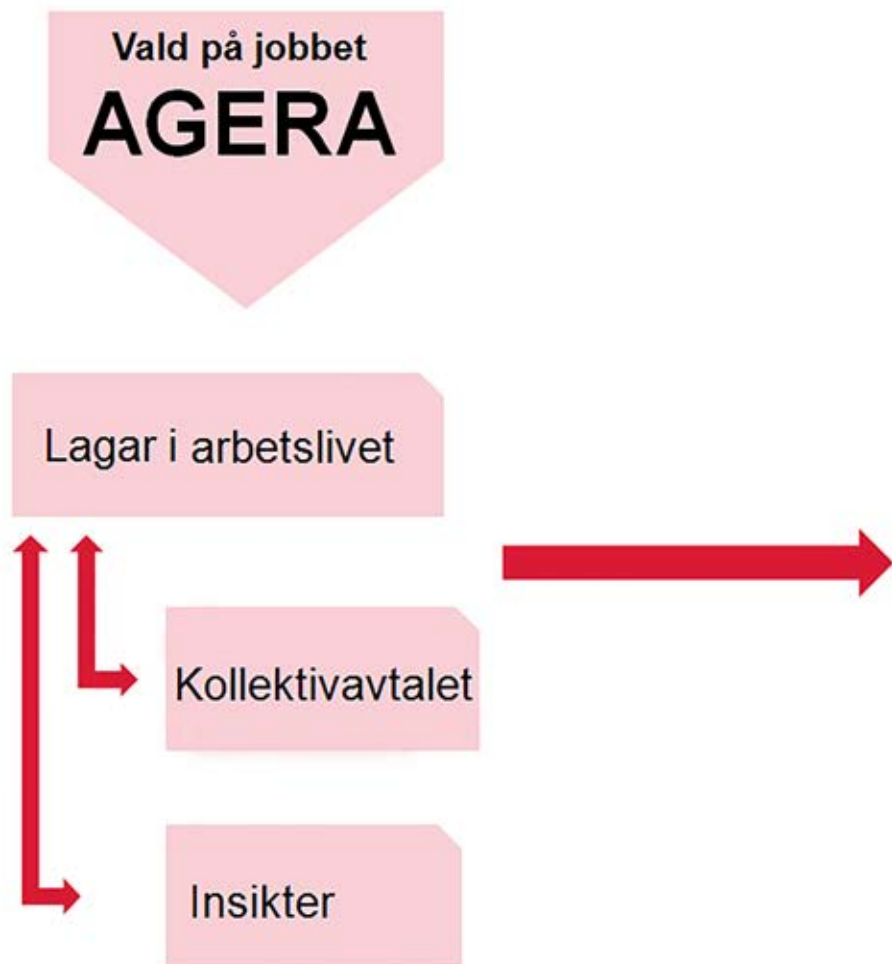 Vald på jobbet
AGERA
Lagar i arbetslivet
Kollektivavtalet
Insikter